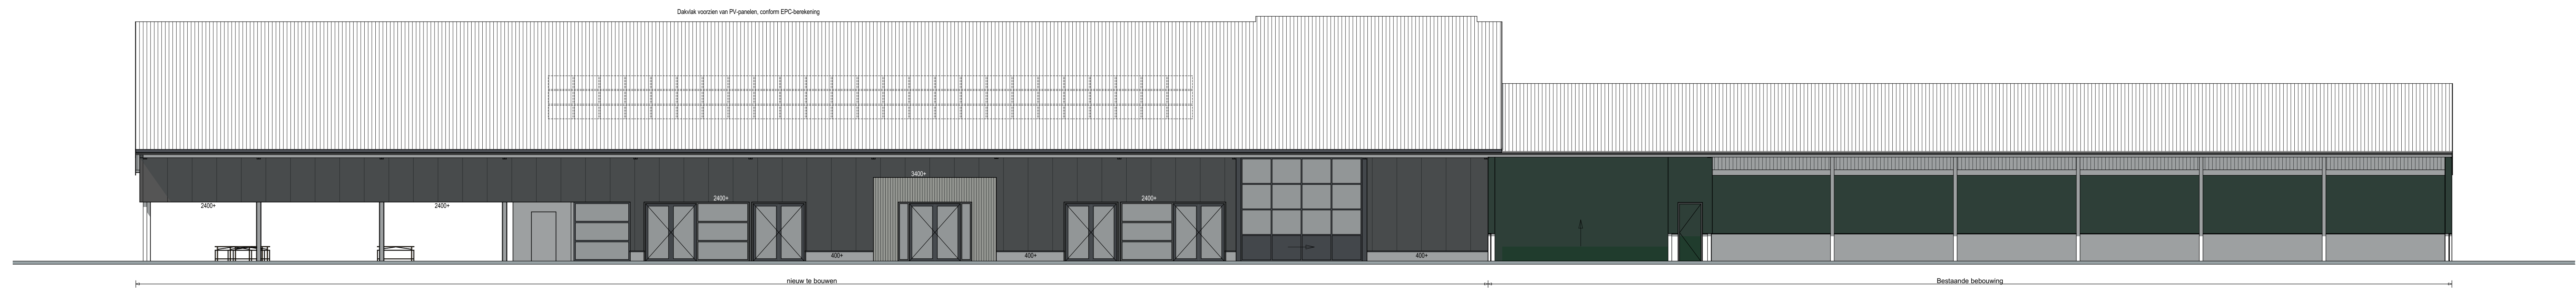 Dakvlak voorzien van PV-panelen, conform EPC-berekening
3400+
2400+
2400+
2400+
2400+
400+
400+
400+
nieuw te bouwen
Bestaande bebouwing